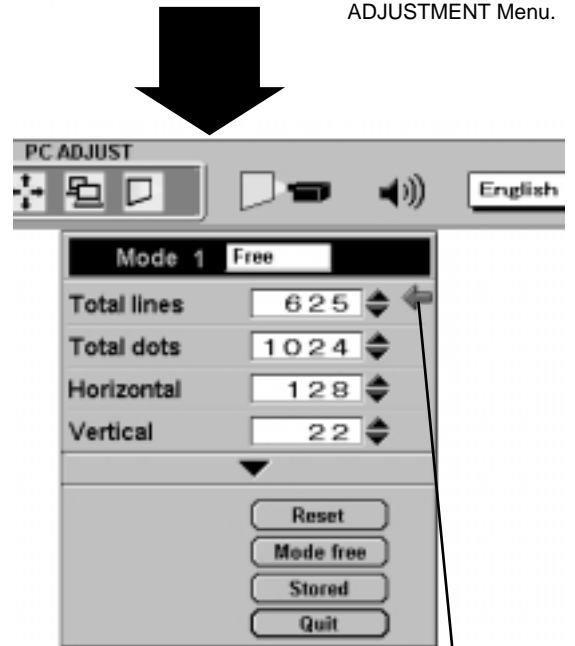 ADJUSTMENT Menu.
PC ADJUST
English
Mode 1 Free
Total lines 625
Total dots 1024
Horizontal 128
Vertical 22
Reset
Mode free
Stored
Quit